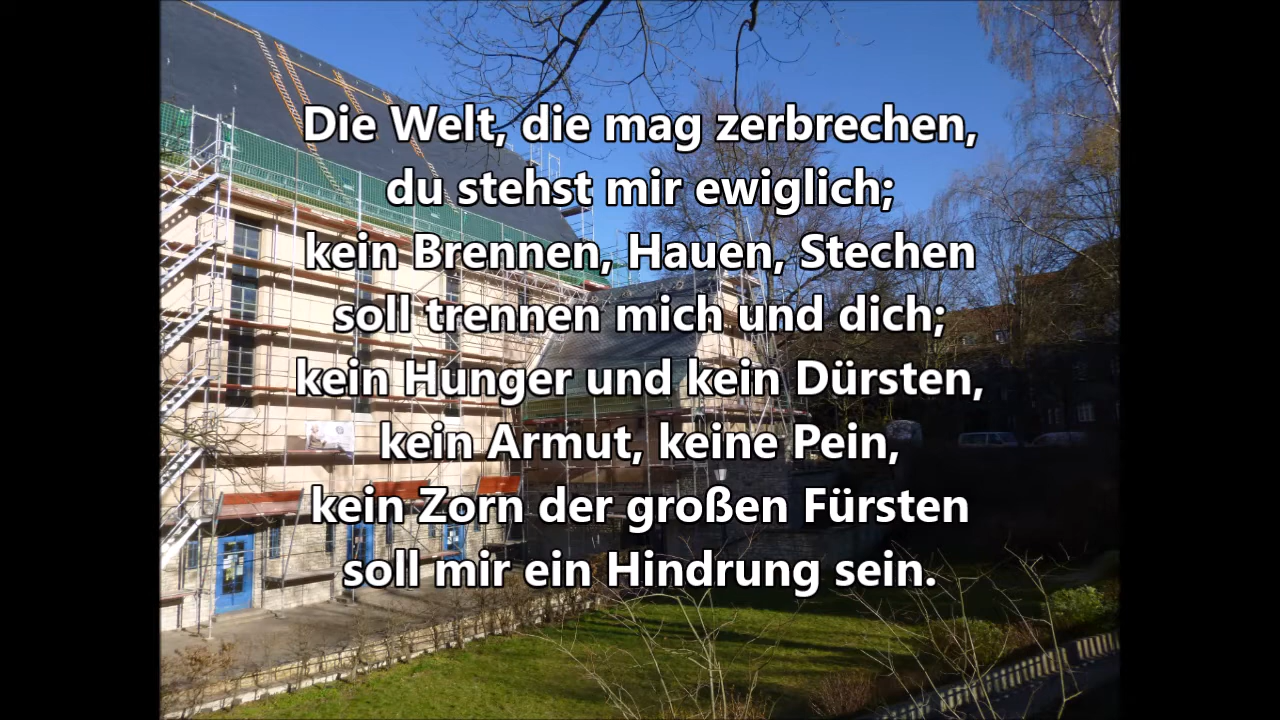 Die Welt, die mag zerbrechen,
du stehst mir ewiglich;
kein Brennen, Hauen, Stechen
soll trennen mich und dich;
kein Hunger und kein Dürsten,
kein Armut, keine Pein,
kein Zorn der großen Fürsten
soll mir ein Hindrung sein.